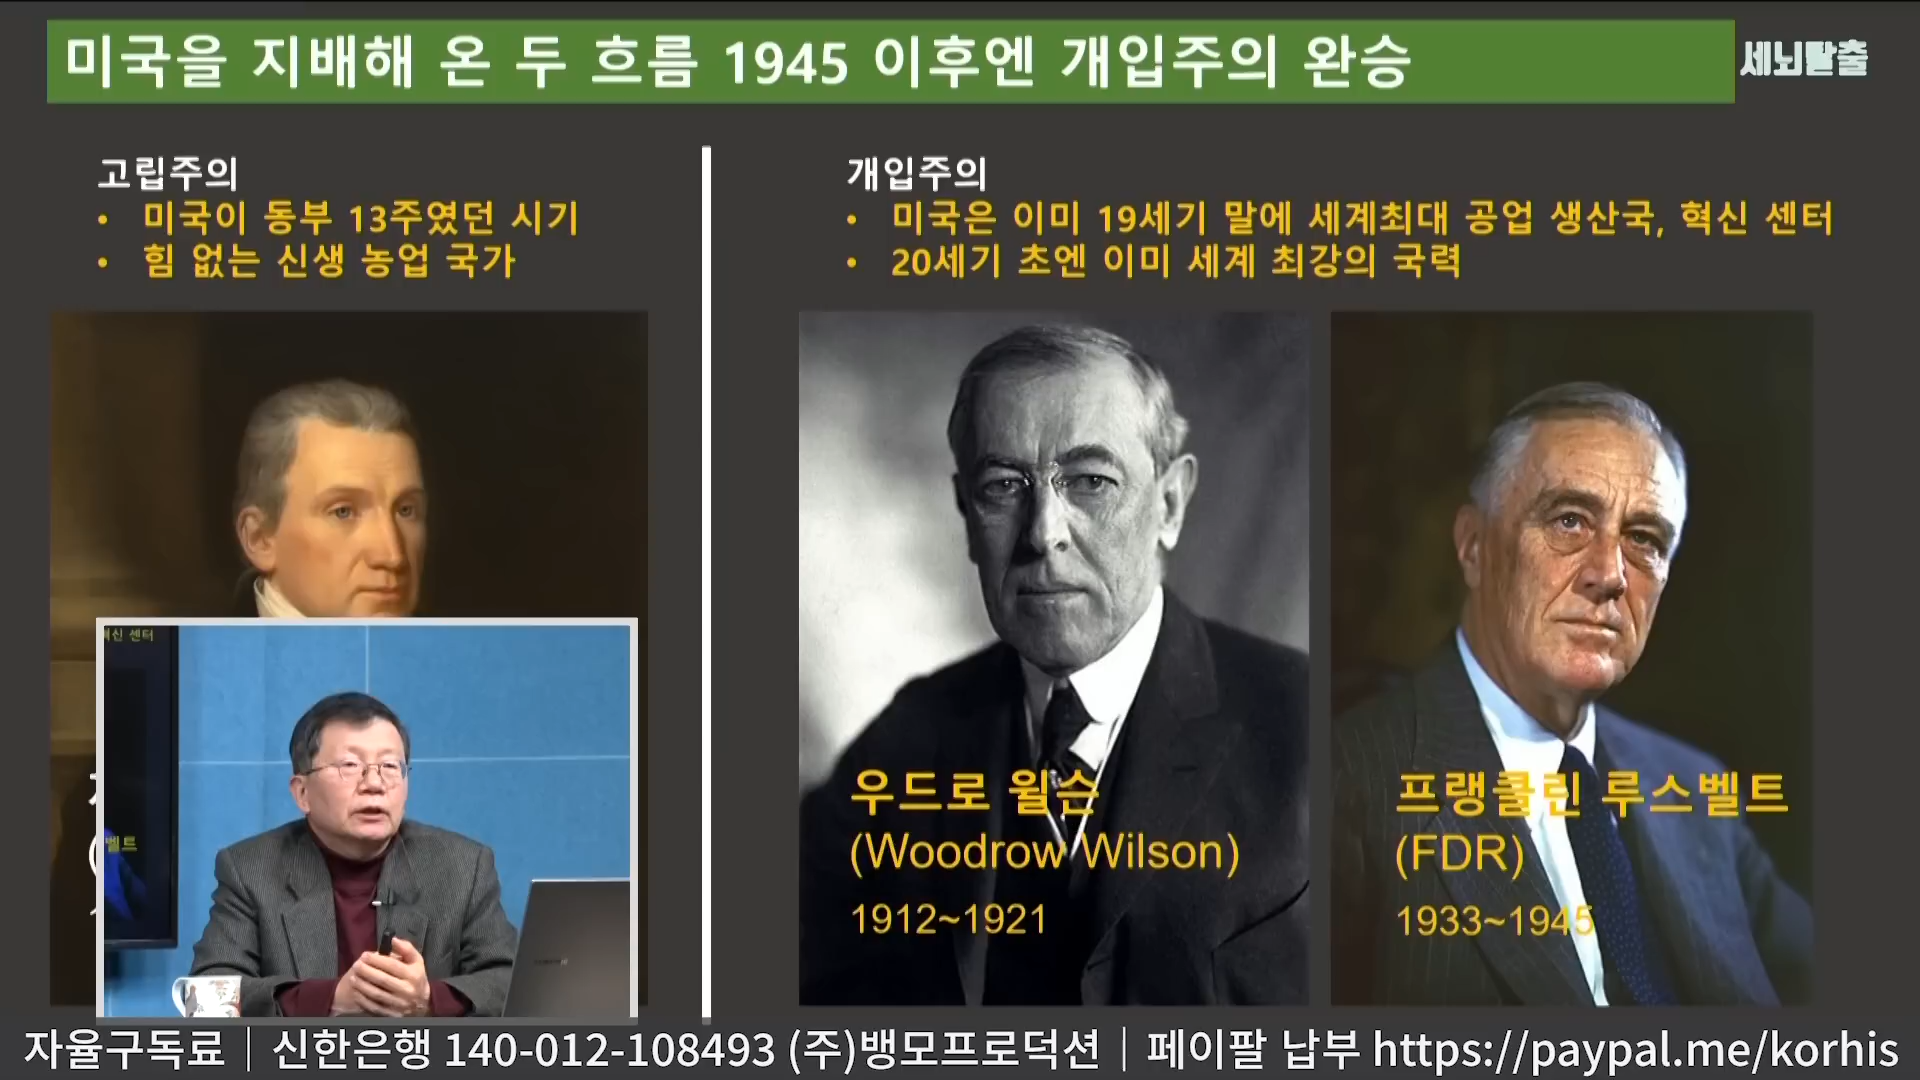 미국을 지배해 온 두 흐름 1945 이후엔 개입주의 완승
세뇌탈출
고립주의
• 미국이 동부 13주였던 시기
• 힘 없는 신생 농업 국가
개입주의
• 미국은 이미 19세기 말에 세계최대 공업 생산국, 혁신 센터
• 20세기 초엔 이미 세계 최강의 국력
신 센터
벨트
우드로 윌슨
(Woodrow Wilson)
1912~1921
프랭클린 루스벨트
(FDR)
1933~1945
자율구독료│신한은행 140-012-108493 (주)뱅모프로덕션│페이팔 납부 https://paypal.me/korhis